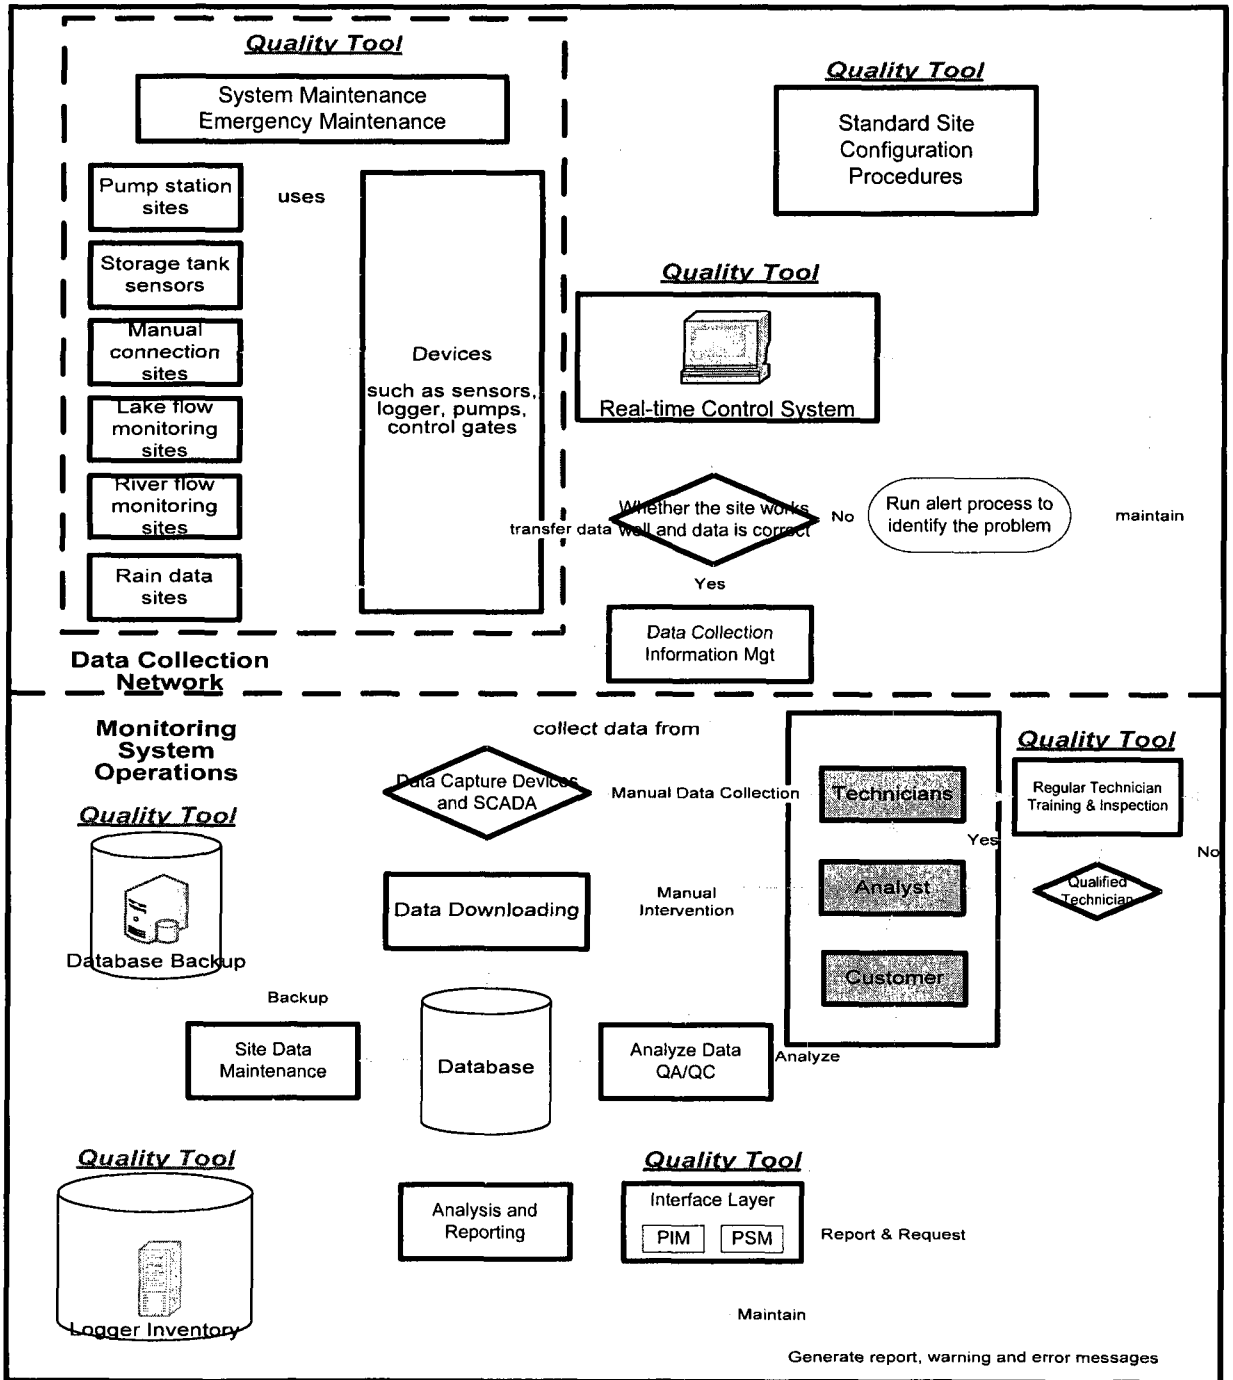 Quality Tool
System Maintenance
Emergency Maintenance
Quality Tool
Standard Site
Configuration
Procedures
Pump station
sites
uses
Storage tank
sensors
Manual
connection
sites
Lake flow
monitoring
sites
River flow
monitoring
sites
Rain data
sites
Devices
such as sensors,
logger, pumps,
control gates
Quality Tool
Real-time Control System
transfer data
Whether the site works
well and data is correct
No
Run alert process to
identify the problem
maintain
Yes
Data Collection
Information Mgt
Data Collection
Network
Monitoring
System
Operations
collect data from
Data Capture Devices
and SCADA
Manual Data Collection
Technicians
Quality Tool
Regular Technician
Training & Inspection
Yes
No
Quality Tool
Database Backup
Data Downloading
Manual
Intervention
Analyst
Qualified
Technician
Customer
Backup
Site Data
Maintenance
Database
Analyze Data
QA/QC
Analyze
Quality Tool
Logger Inventory
Analysis and
Reporting
Quality Tool
Interface Layer
PIM
PSM
Report & Request
Maintain
Generate report, warning and error messages